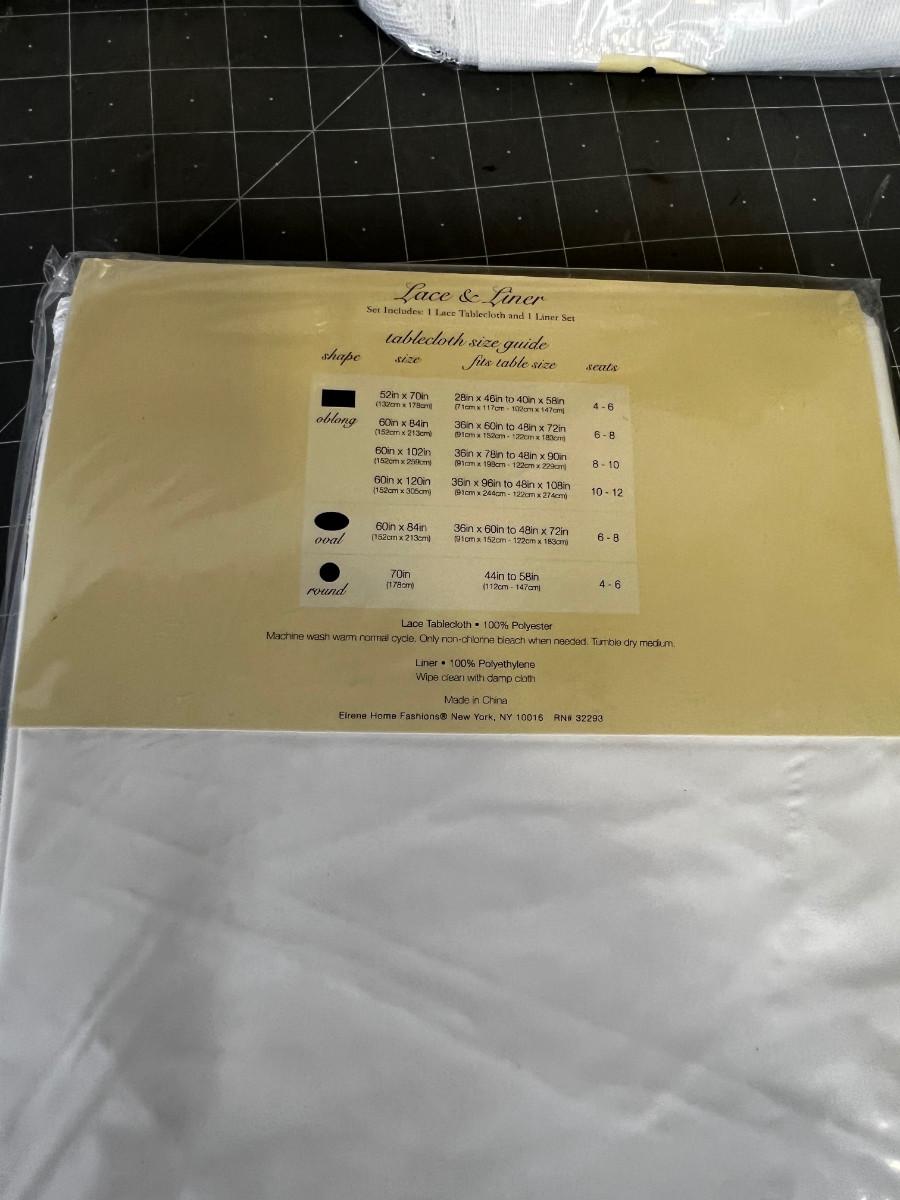 Lace & Liner
Set Includes: 1 Lace Tablecloth and 1 Liner Set
tablecloth size guide
shape size fits table size seats
oblong
52in x 70in 28in x 46in to 40in x 58in 4 - 6
(132cm x 178cm) (71cm x 117cm - 102cm x 147cm)
60in x 84in 36in x 60in to 48in x 72in 6 - 8
(152cm x 213cm) (91cm x 152cm - 122cm x 183cm)
60in x 102in 36in x 78in to 48in x 90in 8 - 10
(152cm x 259cm) (91cm x 198cm - 122cm x 229cm)
60in x 120in 36in x 96in to 48in x 108in 10 - 12
(152cm x 305cm) (91cm x 244cm - 122cm x 274cm)
oval
60in x 84in 36in x 60in to 48in x 72in 6 - 8
(152cm x 213cm) (91cm x 152cm - 122cm x 183cm)
round
70in 44in to 58in 4 - 6
(178cm) (112cm - 147cm)
Lace Tablecloth • 100% Polyester
Machine wash warm normal cycle. Only non-chlorine bleach when needed. Tumble dry medium.
Liner • 100% Polyethylene
Wipe clean with damp cloth
Made in China
Elrene Home Fashions® New York, NY 10016 RN# 32293